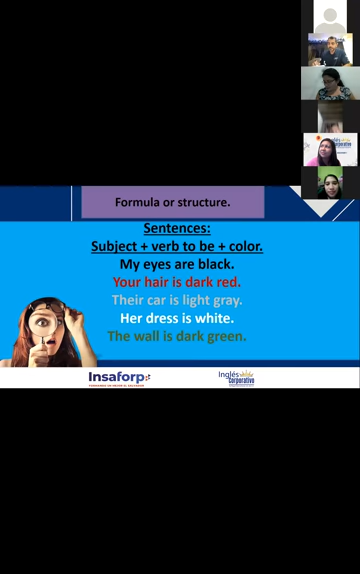 Formula or structure.
Sentences:
Subject + verb to be + color.
My eyes are black.
Your hair is dark red.
Their car is light gray.
Her dress is white.
The wall is dark green.
Insaforp
Inglés
Corporativo